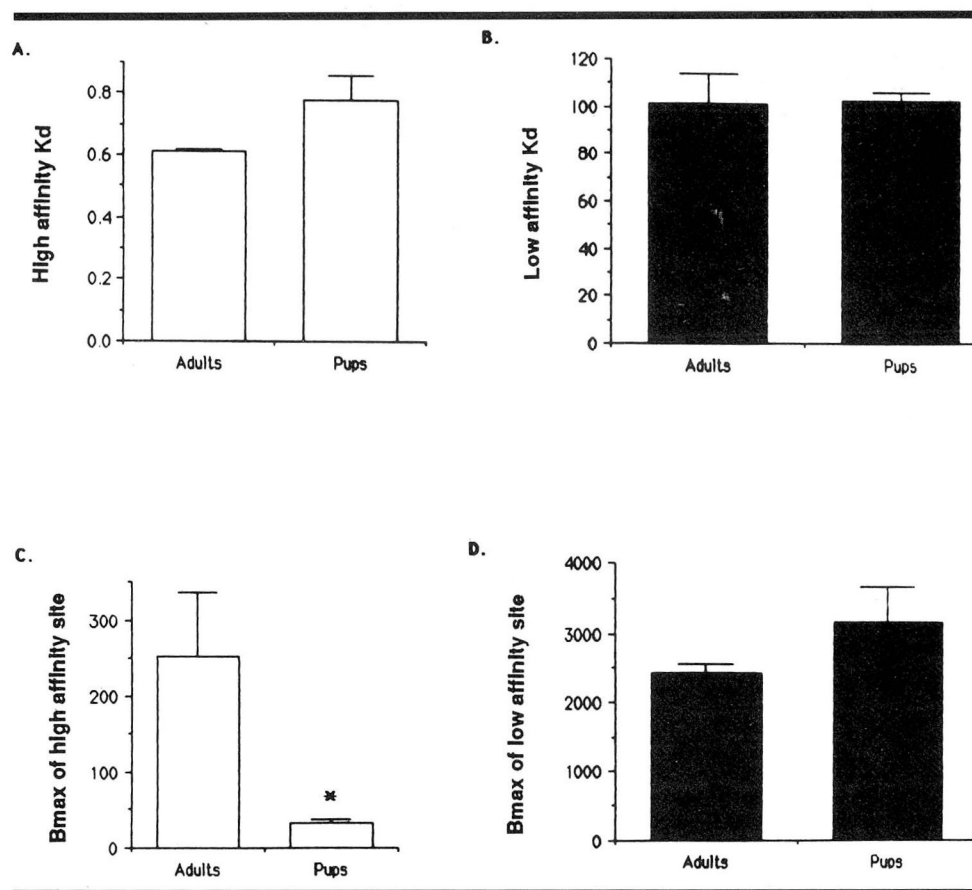 A.
High affinity Kd
0.8
0.6
0.4
0.2
0.0
Adults Pups
B.
Low affinity Kd
120
100
80
60
40
20
0
Adults Pups
C.
Bmax of high affinity site
300
200
100
0
*
Adults Pups
D.
Bmax of low affinity site
4000
3000
2000
1000
0
Adults Pups